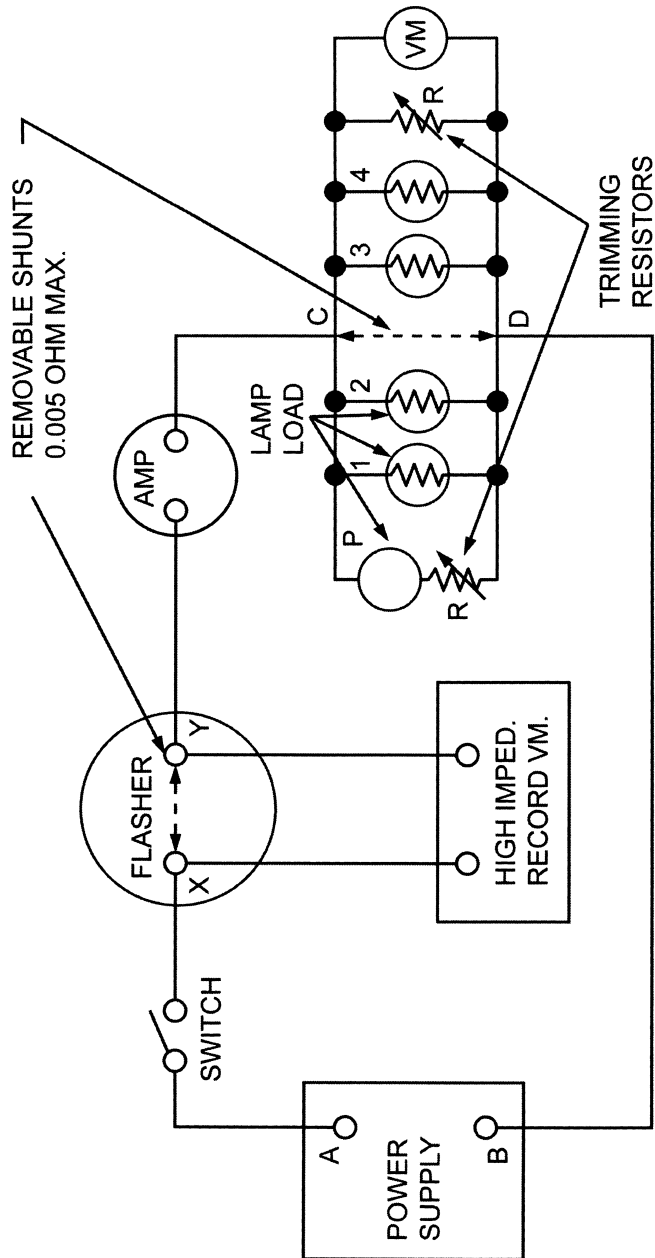 REMOVABLE SHUNTS
0.005 OHM MAX.
FLASHER
X
Y
AMP
SWITCH
A
POWER
SUPPLY
B
HIGH IMPED.
RECORD VM.
LAMP
LOAD
P
R
1
2
C
D
3
4
R
VM
TRIMMING
RESISTORS